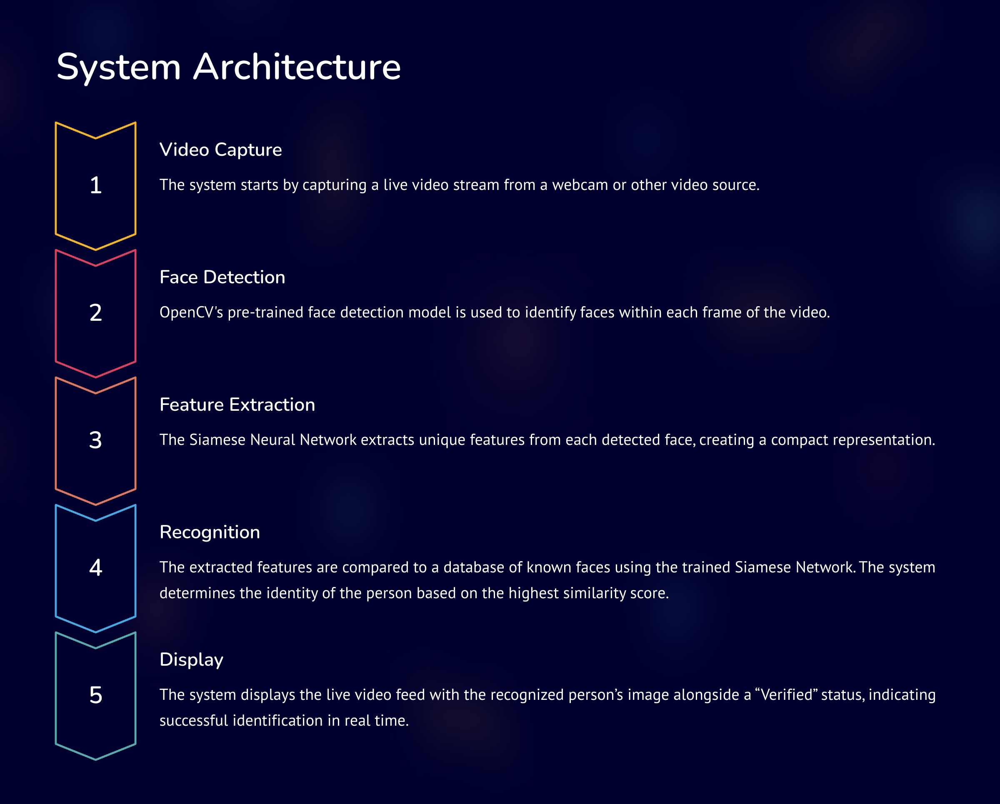 System Architecture
1
Video Capture
The system starts by capturing a live video stream from a webcam or other video source.
2
Face Detection
OpenCV's pre-trained face detection model is used to identify faces within each frame of the video.
3
Feature Extraction
The Siamese Neural Network extracts unique features from each detected face, creating a compact representation.
4
Recognition
The extracted features are compared to a database of known faces using the trained Siamese Network. The system
determines the identity of the person based on the highest similarity score.
5
Display
The system displays the live video feed with the recognized person’s image alongside a “Verified” status, indicating
successful identification in real time.